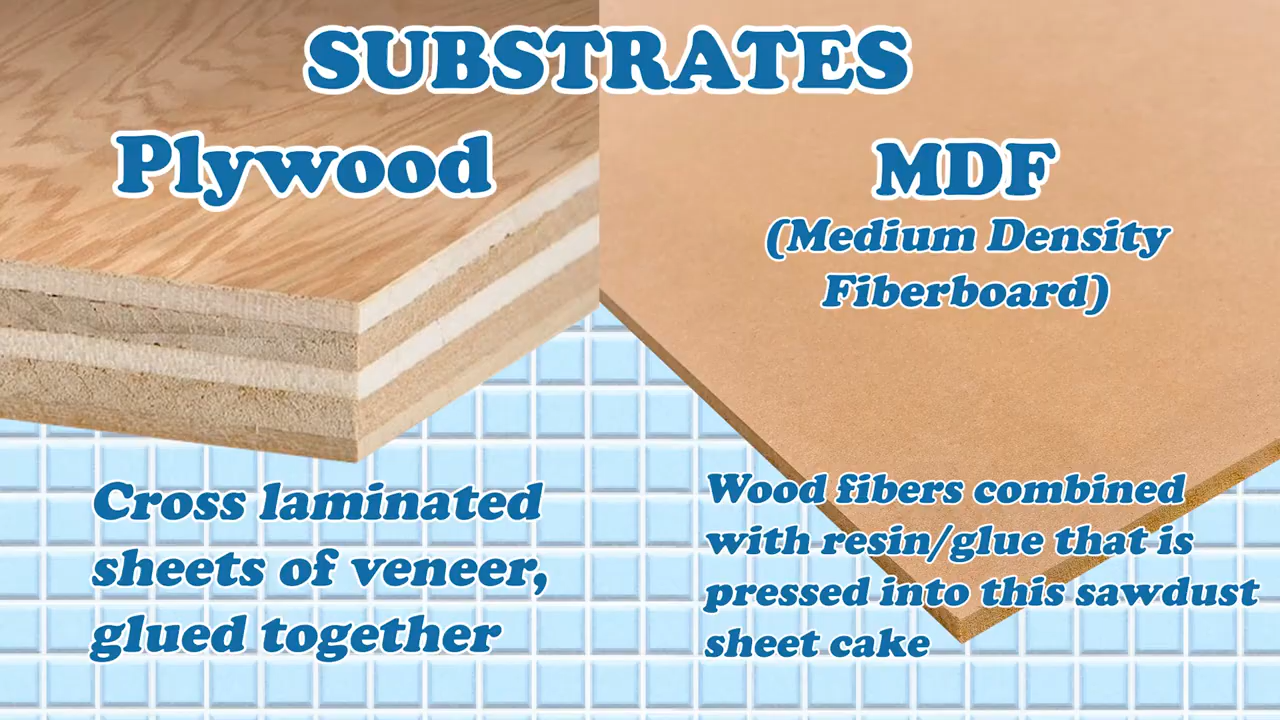 SUBSTRATES
Plywood
Cross laminated
sheets of veneer,
glued together
MDF
(Medium Density
Fiberboard)
Wood fibers combined
with resin/glue that is
pressed into this sawdust
sheet cake